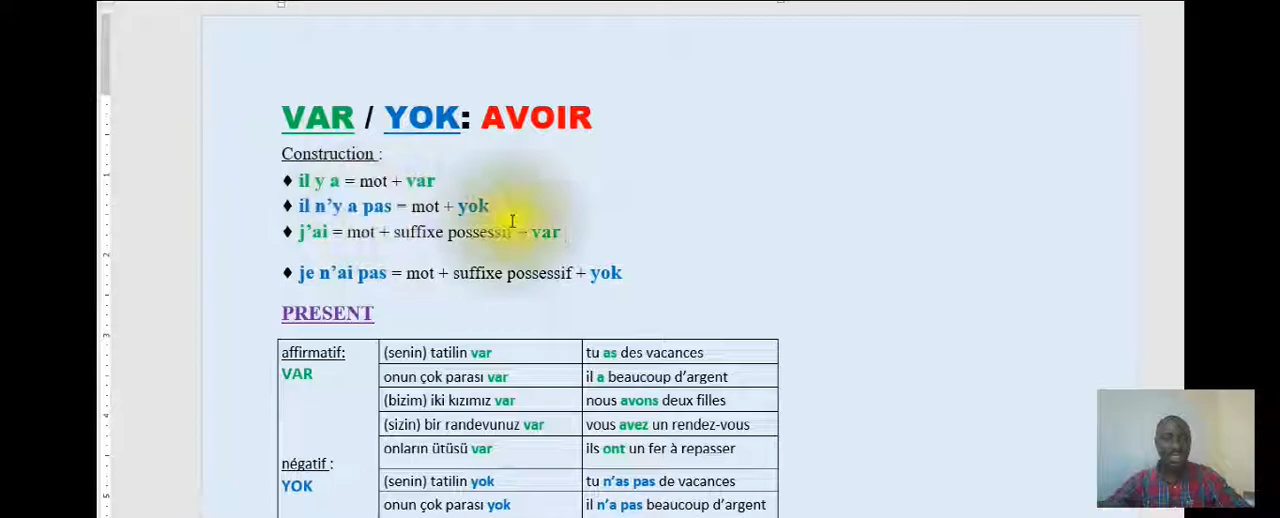 VAR / YOK: AVOIR
Construction :
♦ il y a = mot + var
♦ il n’y a pas = mot + yok
♦ j’ai = mot + suffixe possessif + var
♦ je n’ai pas = mot + suffixe possessif + yok
PRESENT
affirmatif: (senin) tatilin var tu as des vacances
VAR onun çok parası var il a beaucoup d’argent
(bizim) iki kızımız var nous avons deux filles
(sizin) bir randevunuz var vous avez un rendez-vous
onların ütüsü var ils ont un fer à repasser
négatif : (senin) tatilin yok tu n’as pas de vacances
YOK onun çok parası yok il n’a pas beaucoup d’argent